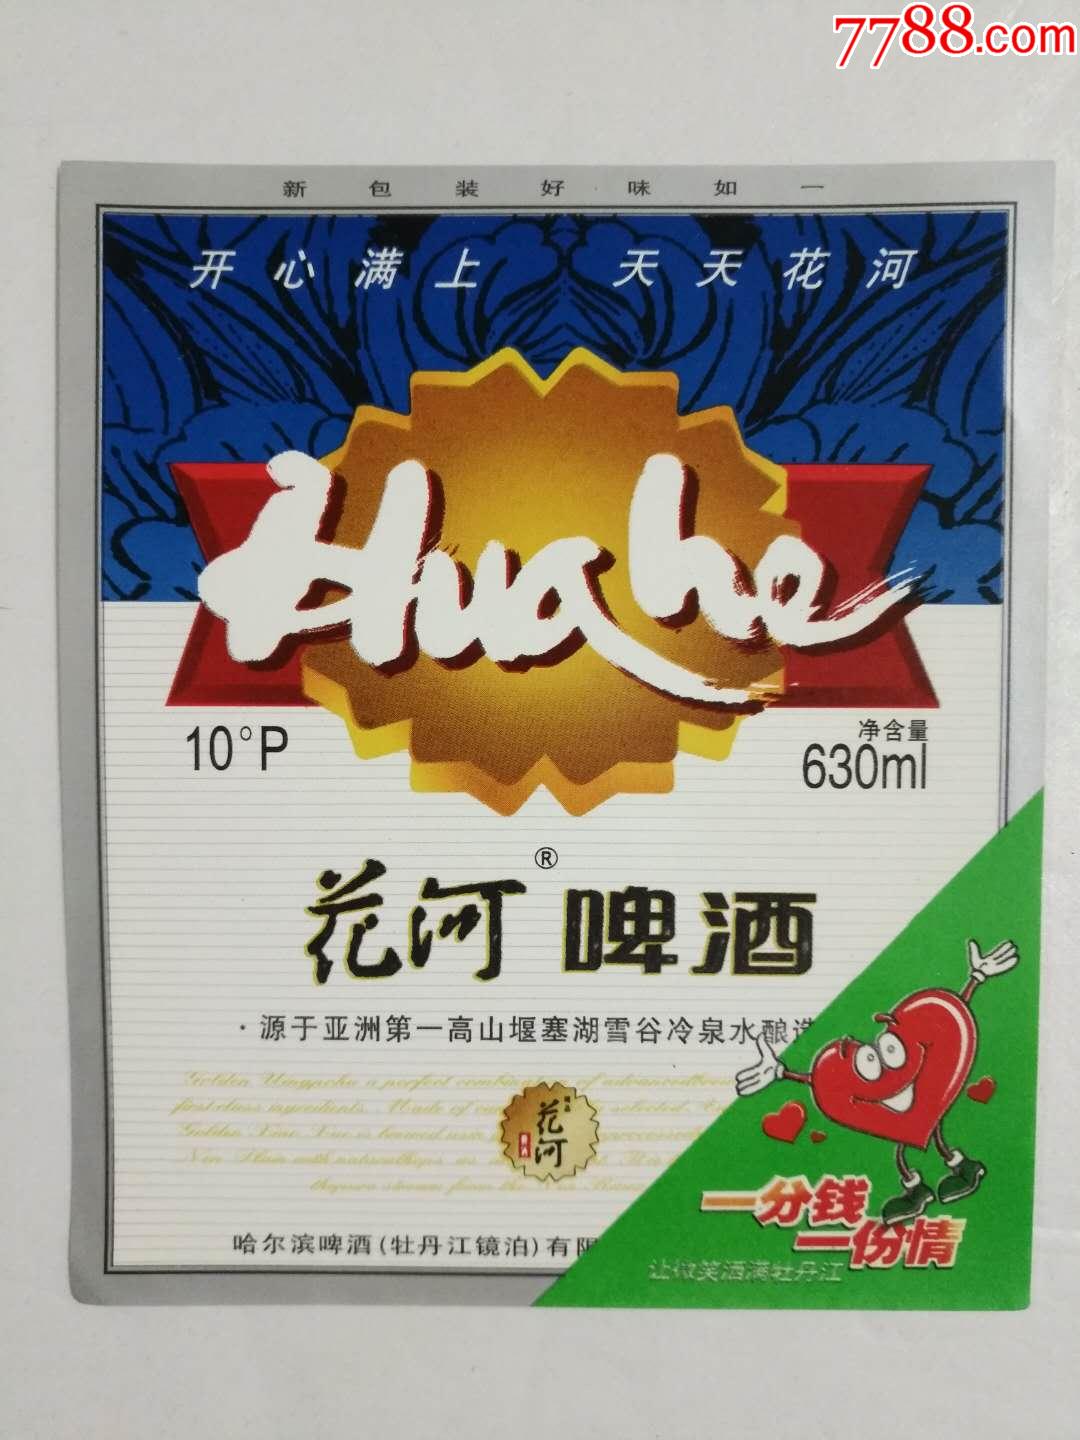 7788.com
新包装好味如一
开心满上 天天花河
Huahe
10°P
净含量
630ml
®
花河啤酒
·源于亚洲第一高山堰塞湖雪谷冷泉水酿造
花河
哈尔滨啤酒(牡丹江镜泊)有限
一分钱
一份情
让微笑洒满牡丹江